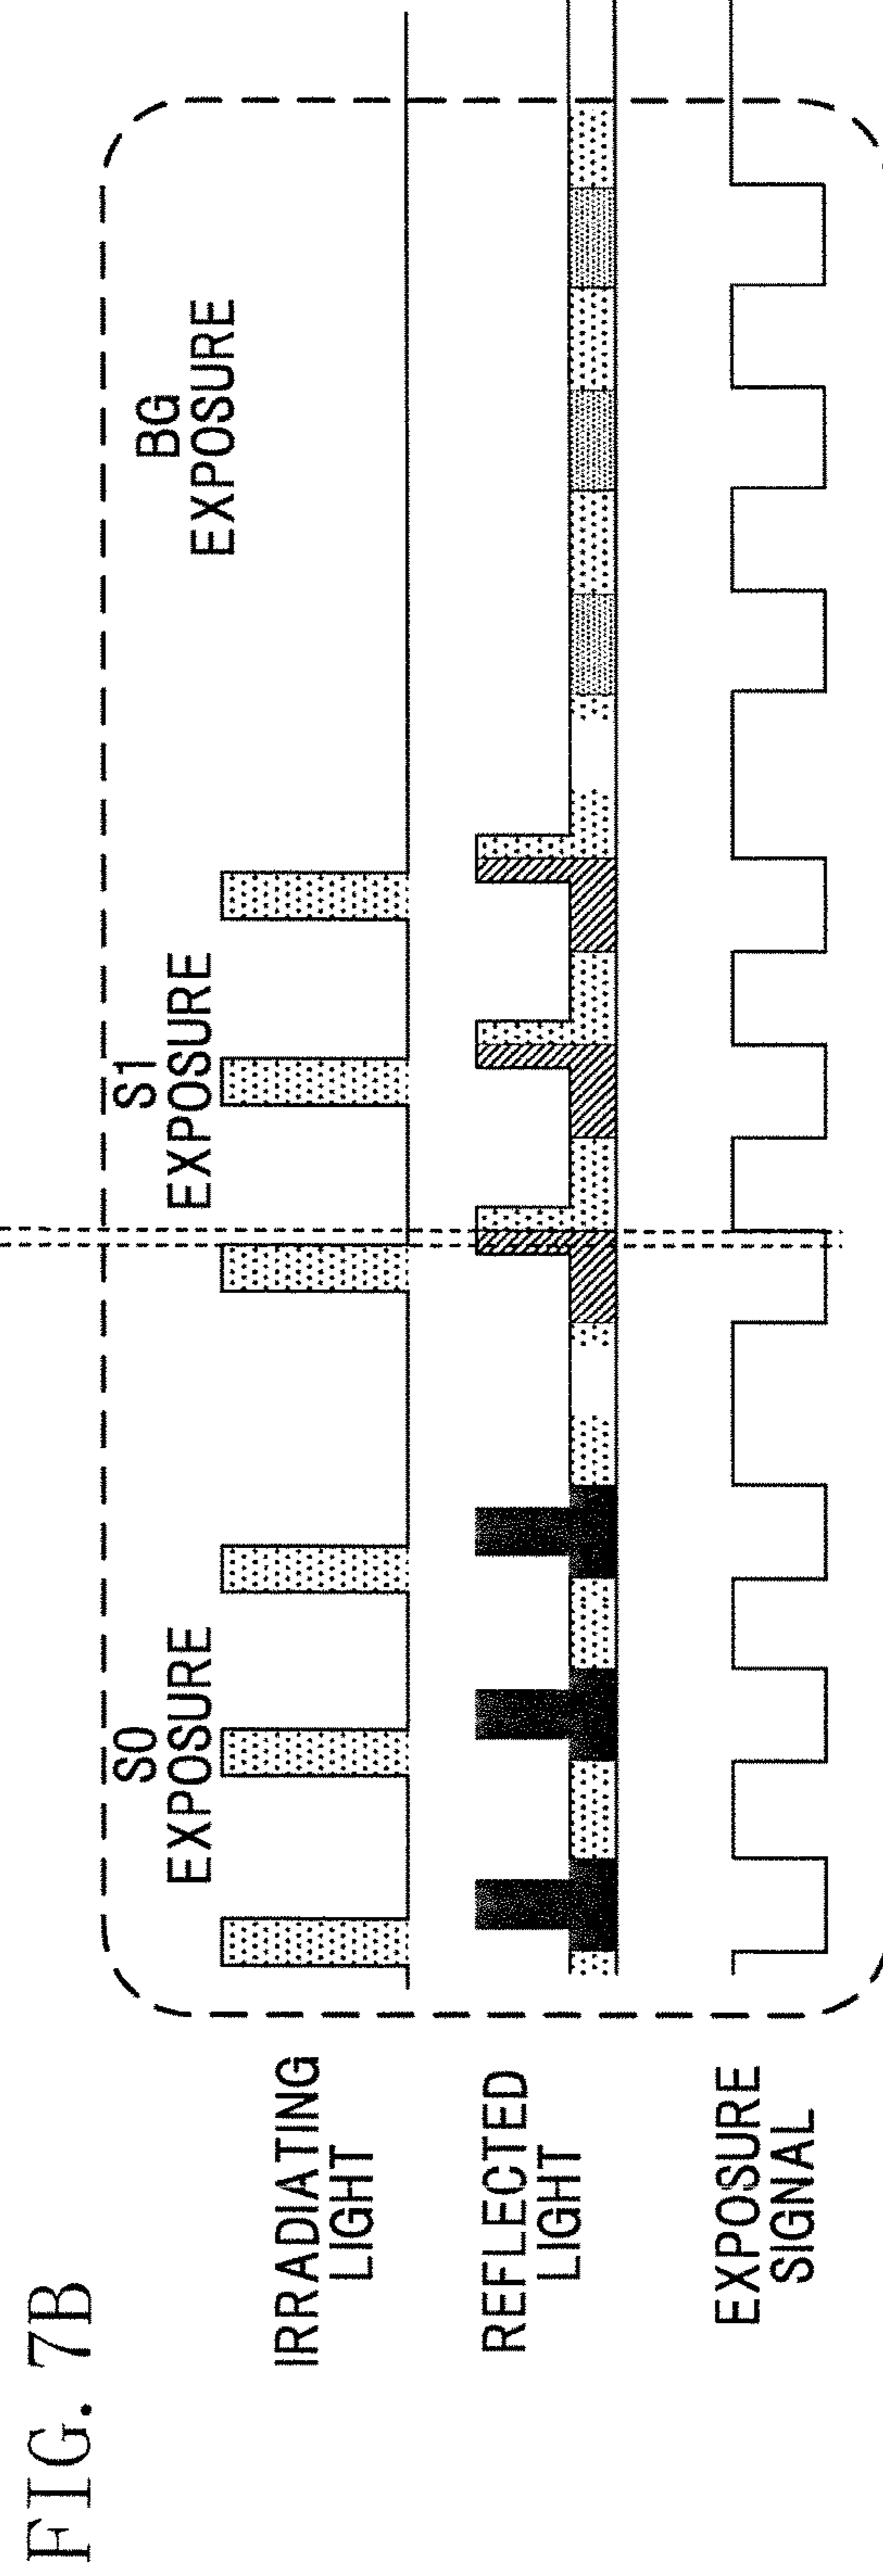 FIG. 7B
S0
EXPOSURE
S1
EXPOSURE
BG
EXPOSURE
IRRADIATING
LIGHT
REFLECTED
LIGHT
EXPOSURE
SIGNAL